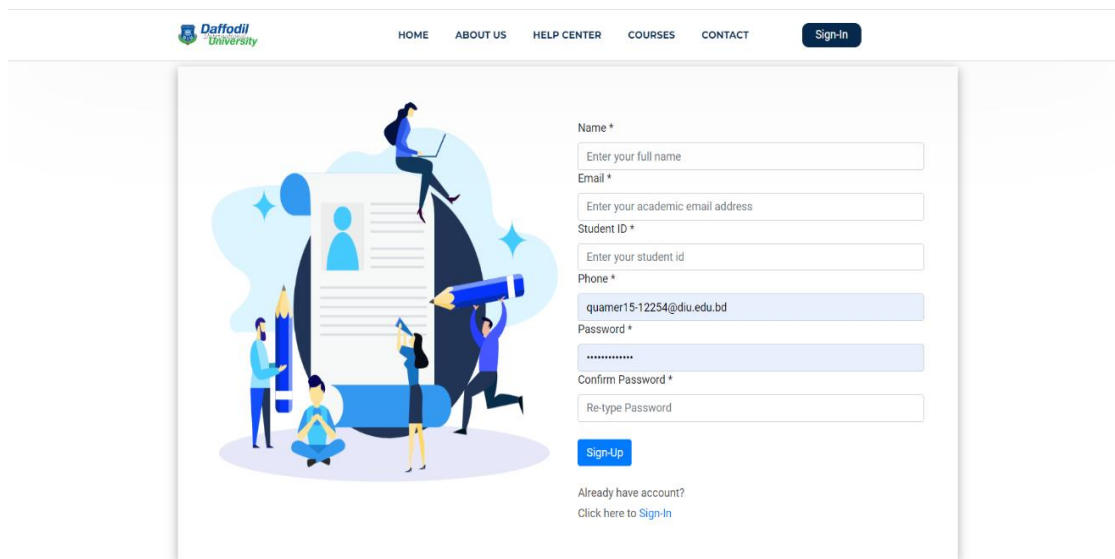 Daffodil
International
University
HOME ABOUT US HELP CENTER COURSES CONTACT Sign-In
Name *
Enter your full name
Email *
Enter your academic email address
Student ID *
Enter your student id
Phone *
quamer15-12254@diu.edu.bd
Password *
•••••••••••••
Confirm Password *
Re-type Password
Sign-Up
Already have account?
Click here to Sign-In